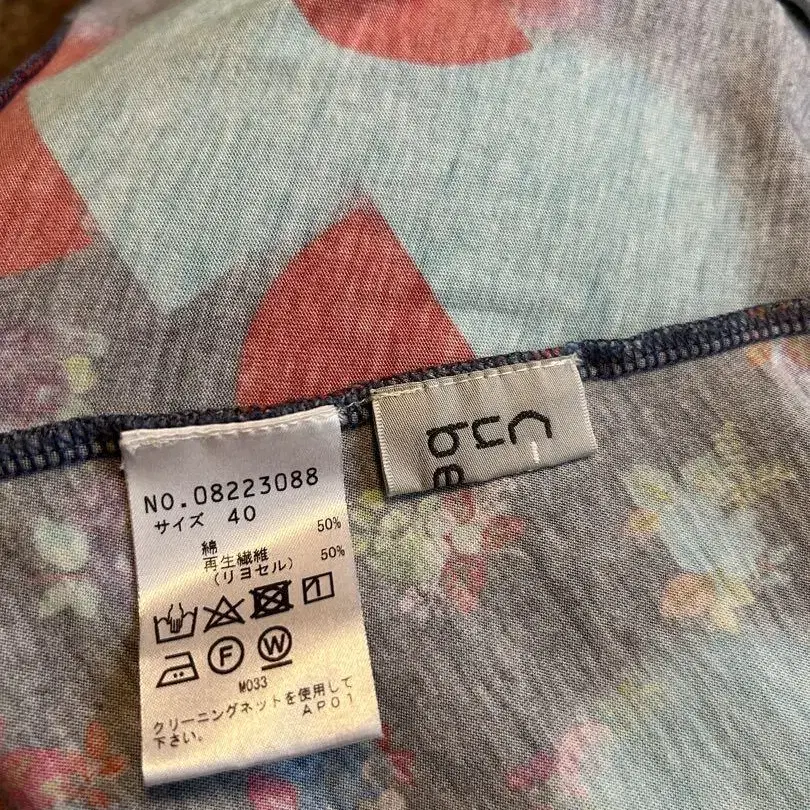 NO.08223088
サイズ 40
綿 50%
再生繊維 50%
(リヨセル)
F W
M033
クリーニングネットを使用して
下さい。 AP01
cube